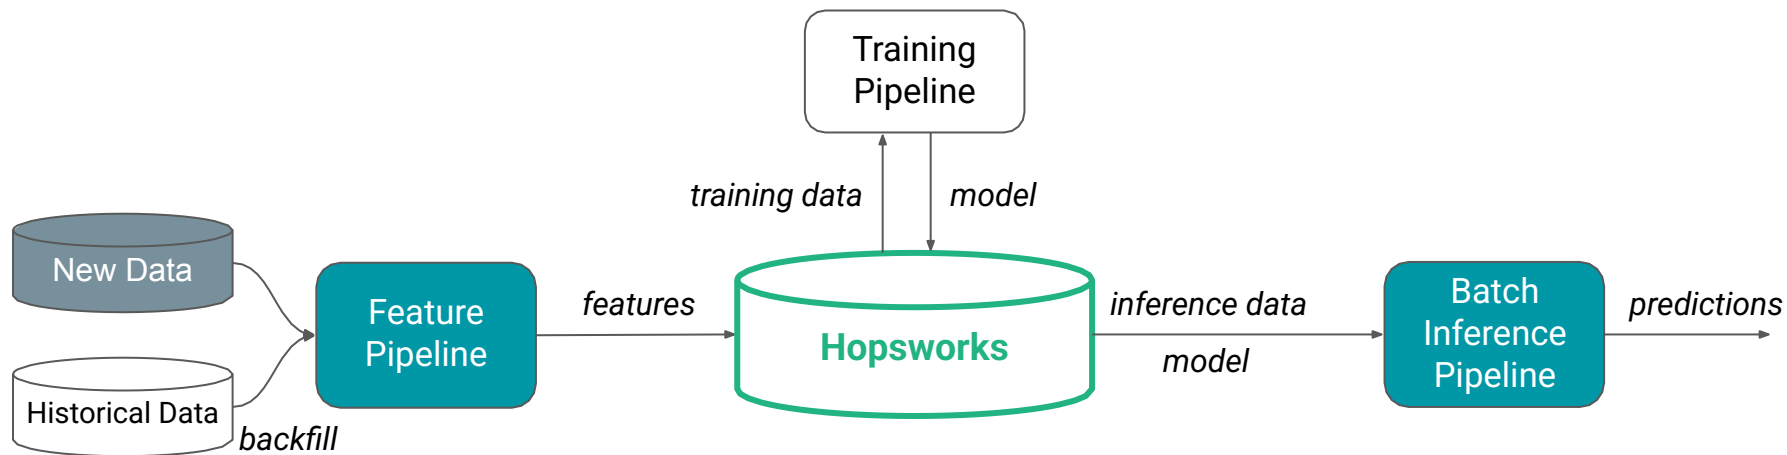 Training
Pipeline
training data
model
New Data
Feature
Pipeline
features
Hopsworks
inference data
model
Batch
Inference
Pipeline
predictions
Historical Data
backfill